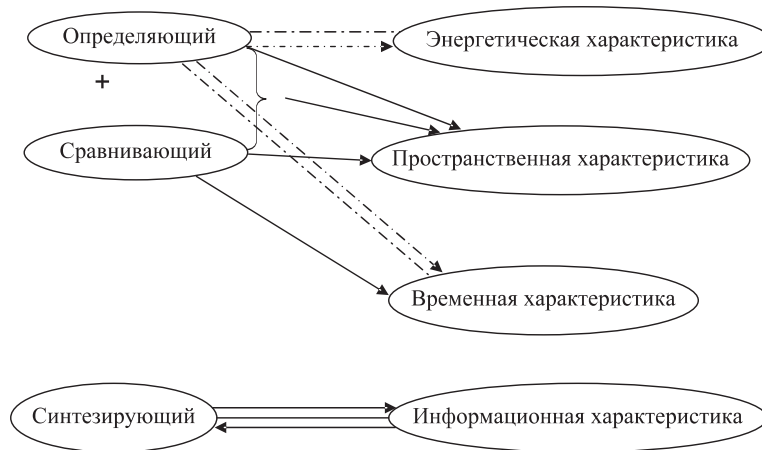 Определяющий
Энергетическая характеристика
+
Сравнивающий
Пространственная характеристика
Временная характеристика
Синтезирующий
Информационная характеристика